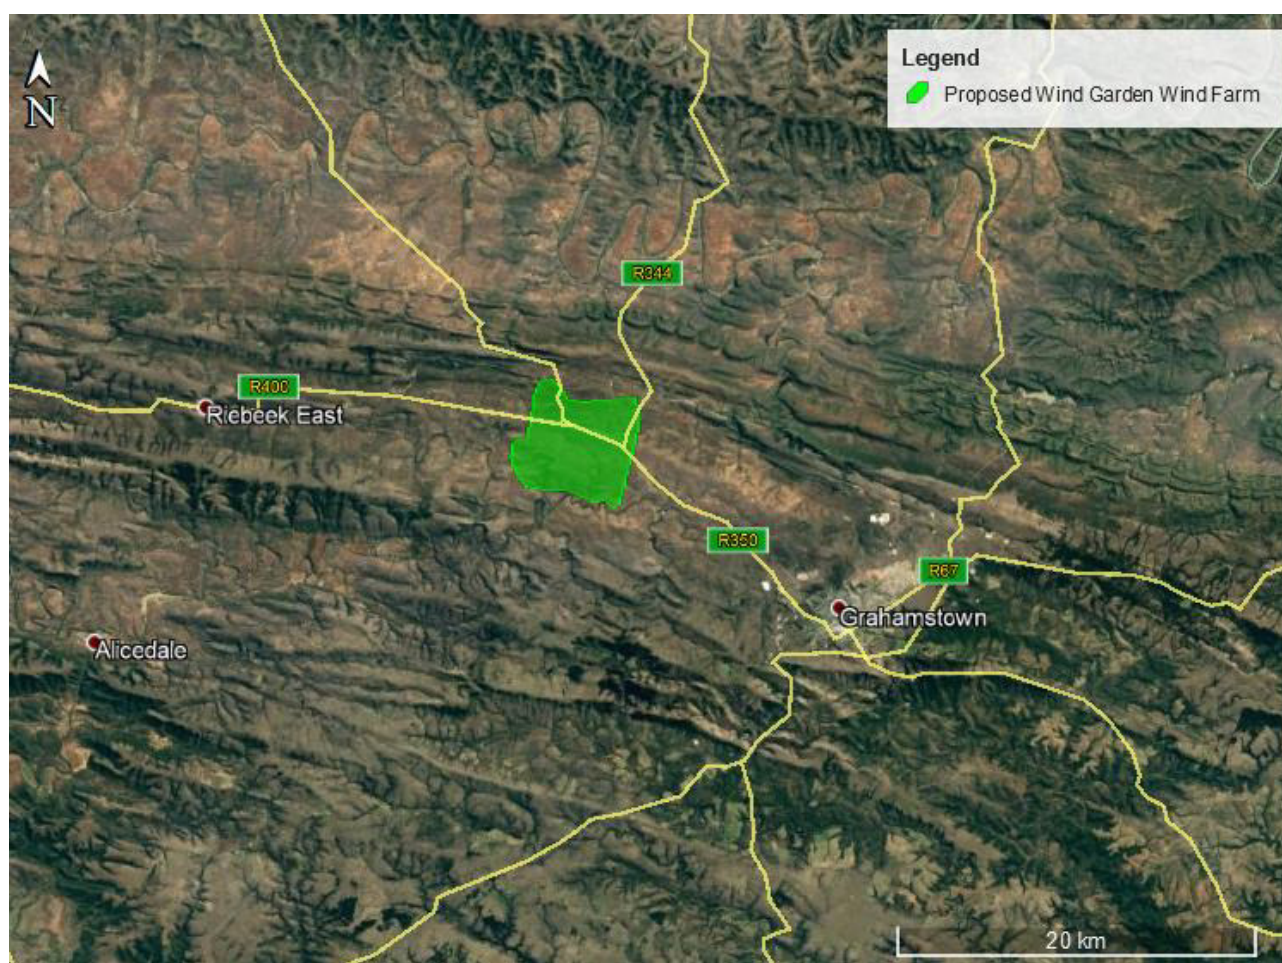 N
Legend
Proposed Wind Garden Wind Farm
R344
R400
Riebeek East
R350
R67
Grahamstown
Alicedale
20 km